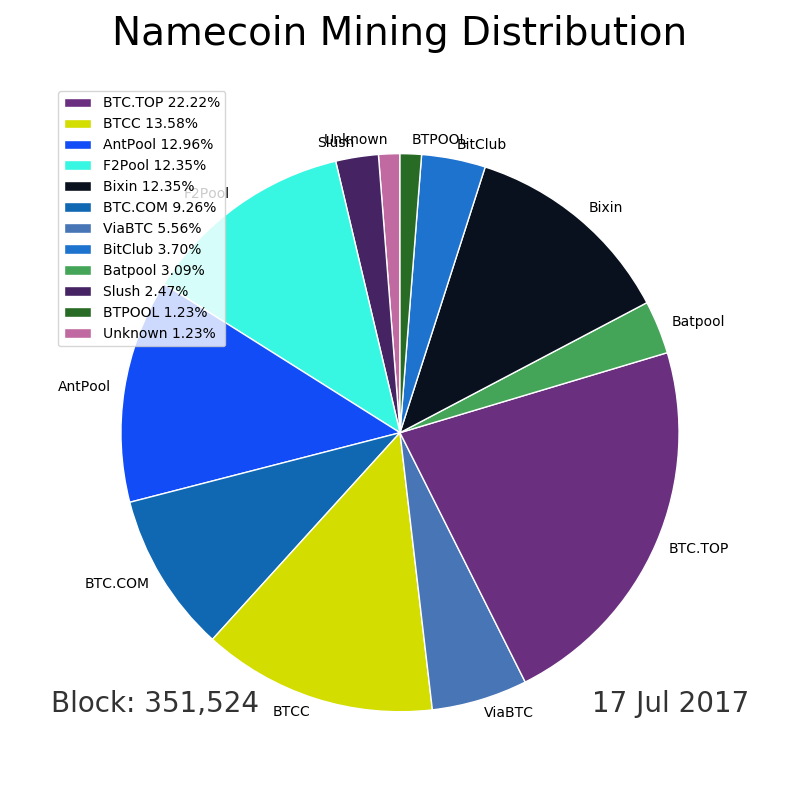 Namecoin Mining Distribution
BTC.TOP 22.22%
BTCC 13.58%
AntPool 12.96%
F2Pool 12.35%
Bixin 12.35%
BTC.COM 9.26%
ViaBTC 5.56%
BitClub 3.70%
Batpool 3.09%
Slush 2.47%
BTPOOL 1.23%
Unknown 1.23%
Unknown
Slush
BTPOOL
BitClub
F2Pool
Bixin
Batpool
AntPool
BTC.TOP
BTC.COM
BTCC
ViaBTC
Block: 351,524
17 Jul 2017